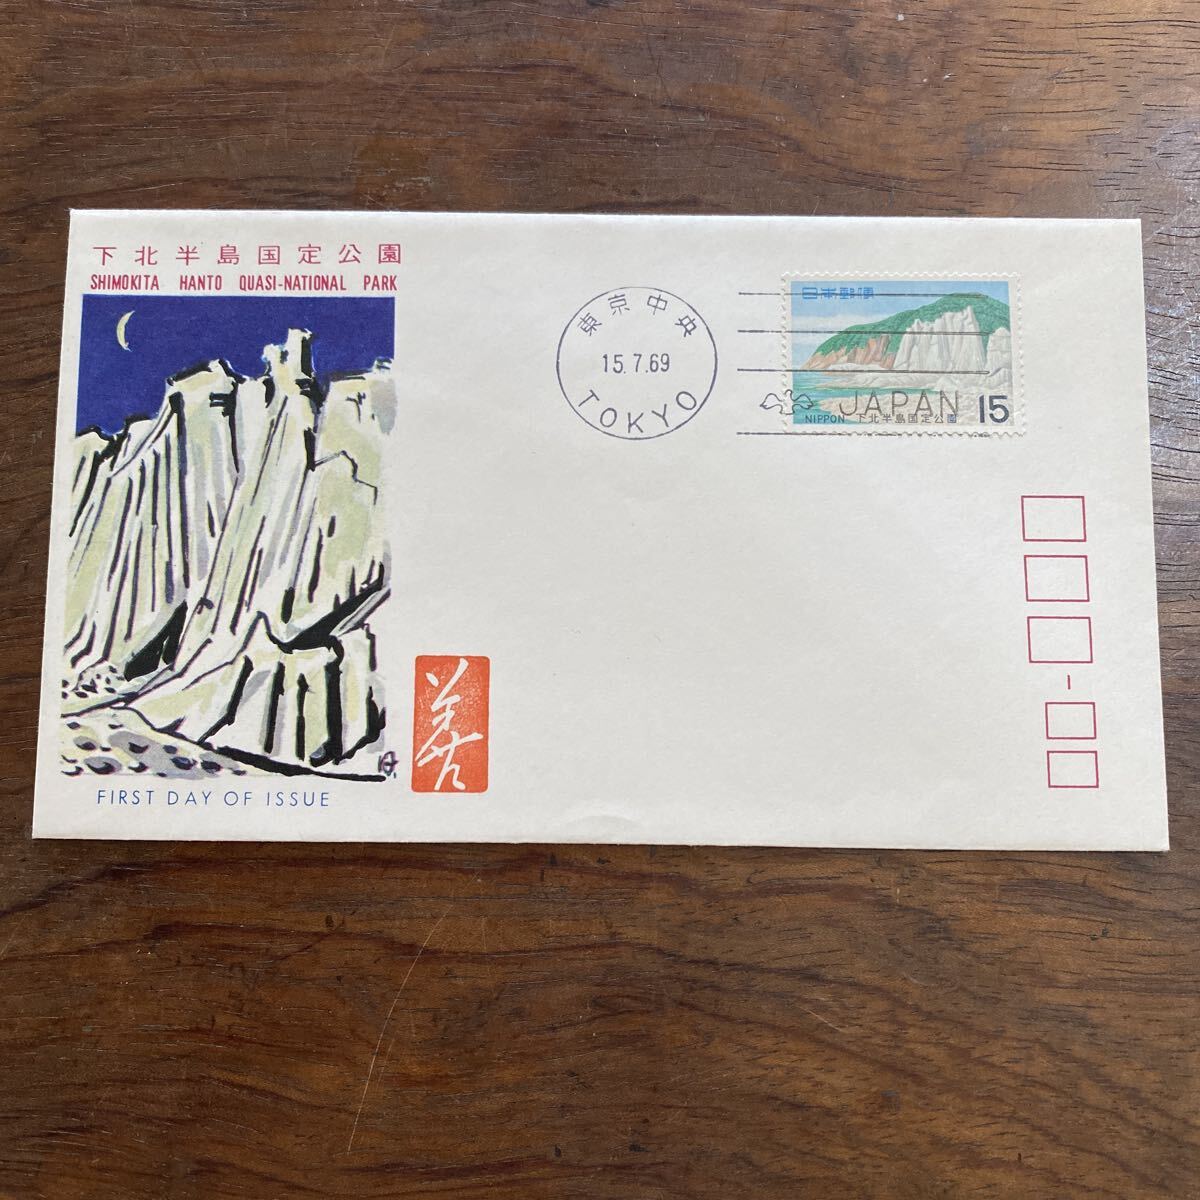 下北半島国定公園
SHIMOKITA HANTO QUASI-NATIONAL PARK
東京中央
15.7.69
TOKYO
日本郵便
JAPAN
NIPPON 下北半島国定公園 15
FIRST DAY OF ISSUE